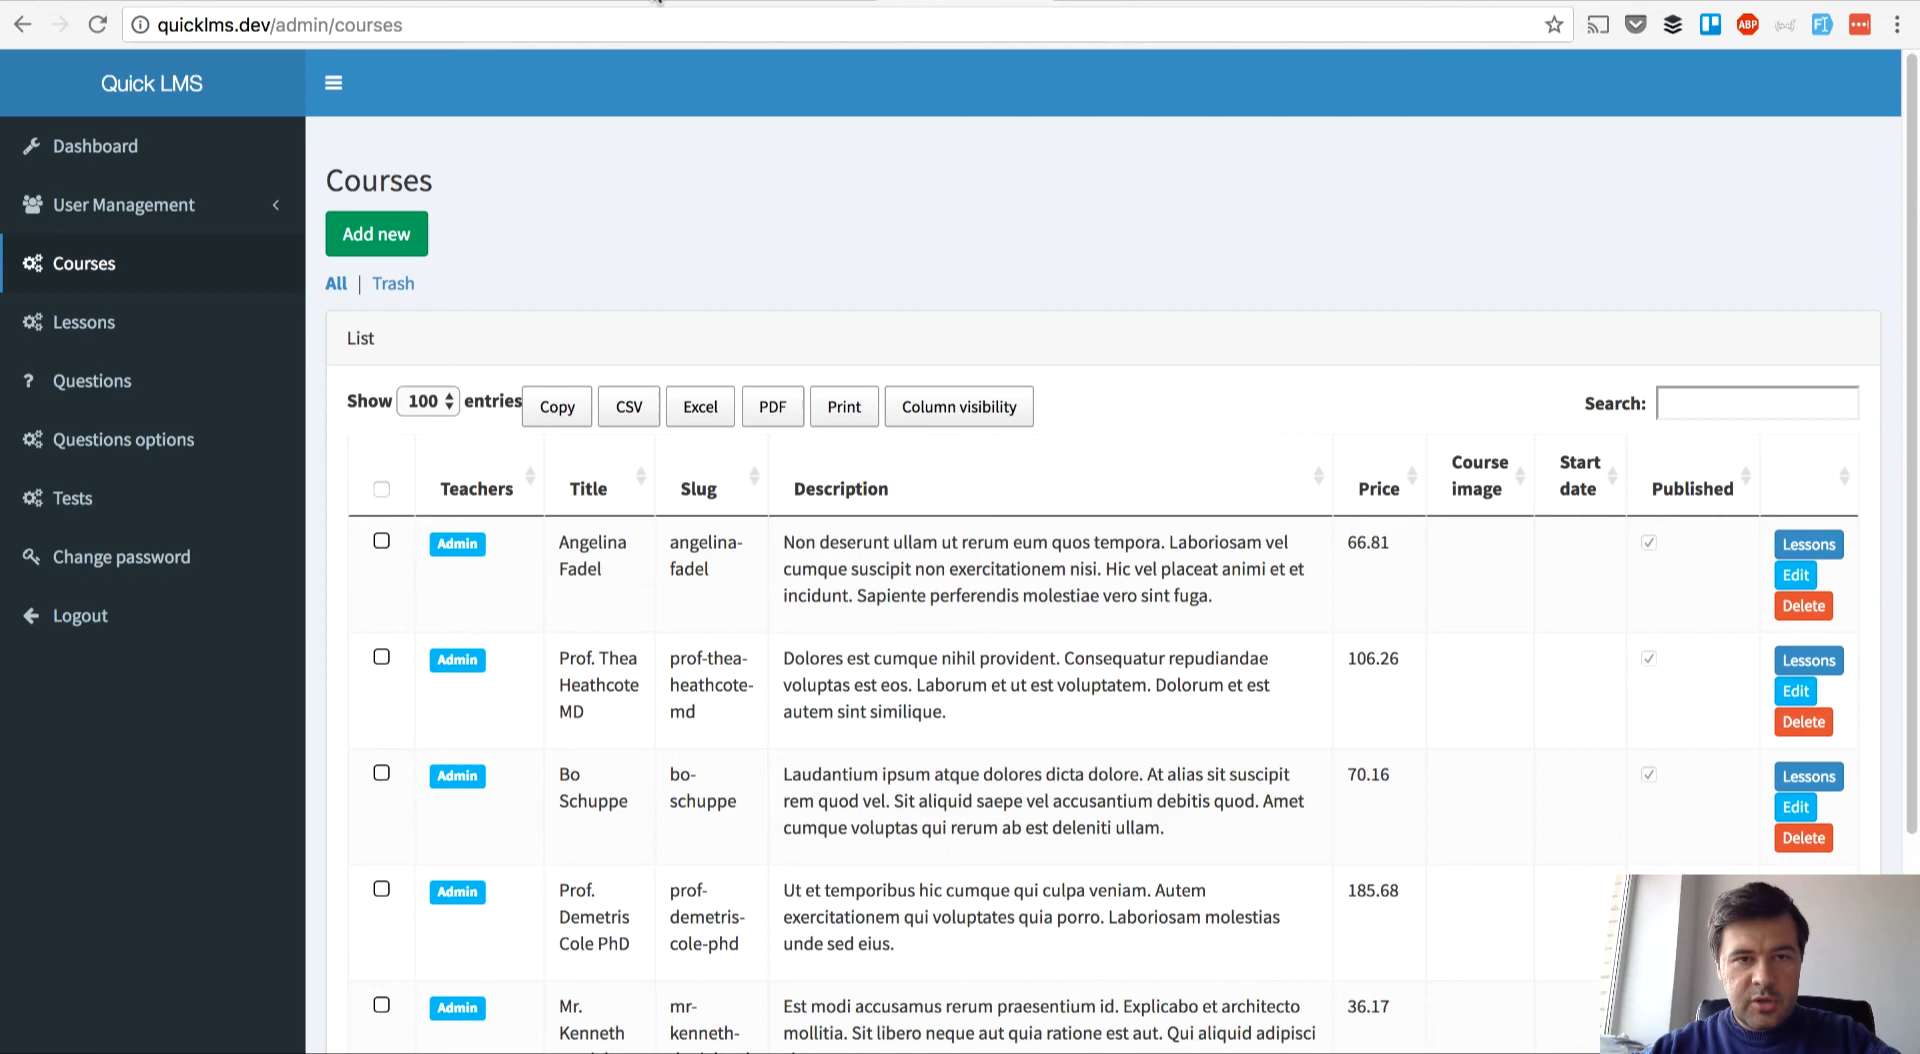 quicklms.dev/admin/courses
ABP
Quick LMS
Dashboard
User Management
Courses
Lessons
Questions
Questions options
Tests
Change password
Logout
Courses
Add new
All | Trash
List
Show 100 entries Copy CSV Excel PDF Print Column visibility Search:
Teachers Title Slug Description Price Course image Start date Published
Admin
Angelina
Fadel
angelina-
fadel
Non deserunt ullam ut rerum eum quos tempora. Laboriosam vel
cumque suscipit non exercitationem nisi. Hic vel placeat animi et et
incidunt. Sapiente perferendis molestiae vero sint fuga.
66.81
Lessons
Edit
Delete
Admin
Prof. Thea
Heathcote
MD
prof-thea-
heathcote-
md
Dolores est cumque nihil provident. Consequatur repudiandae
voluptas est eos. Laborum et ut est voluptatem. Dolorum et est
autem sint similique.
106.26
Lessons
Edit
Delete
Admin
Bo
Schuppe
bo-
schuppe
Laudantium ipsum atque dolores dicta dolore. At alias sit suscipit
rem quod vel. Sit aliquid saepe vel accusantium debitis quod. Amet
cumque voluptas qui rerum ab est deleniti ullam.
70.16
Lessons
Edit
Delete
Admin
Prof.
Demetris
Cole PhD
prof-
demetris-
cole-phd
Ut et temporibus hic cumque qui culpa veniam. Autem
exercitationem qui voluptates quia porro. Laboriosam molestias
unde sed eius.
185.68
Admin
Mr.
Kenneth
mr-
kenneth-
Est modi accusamus rerum praesentium id. Explicabo et architecto
mollitia. Sit libero neque aut quia ratione est aut. Qui aliquid adipisci
36.17